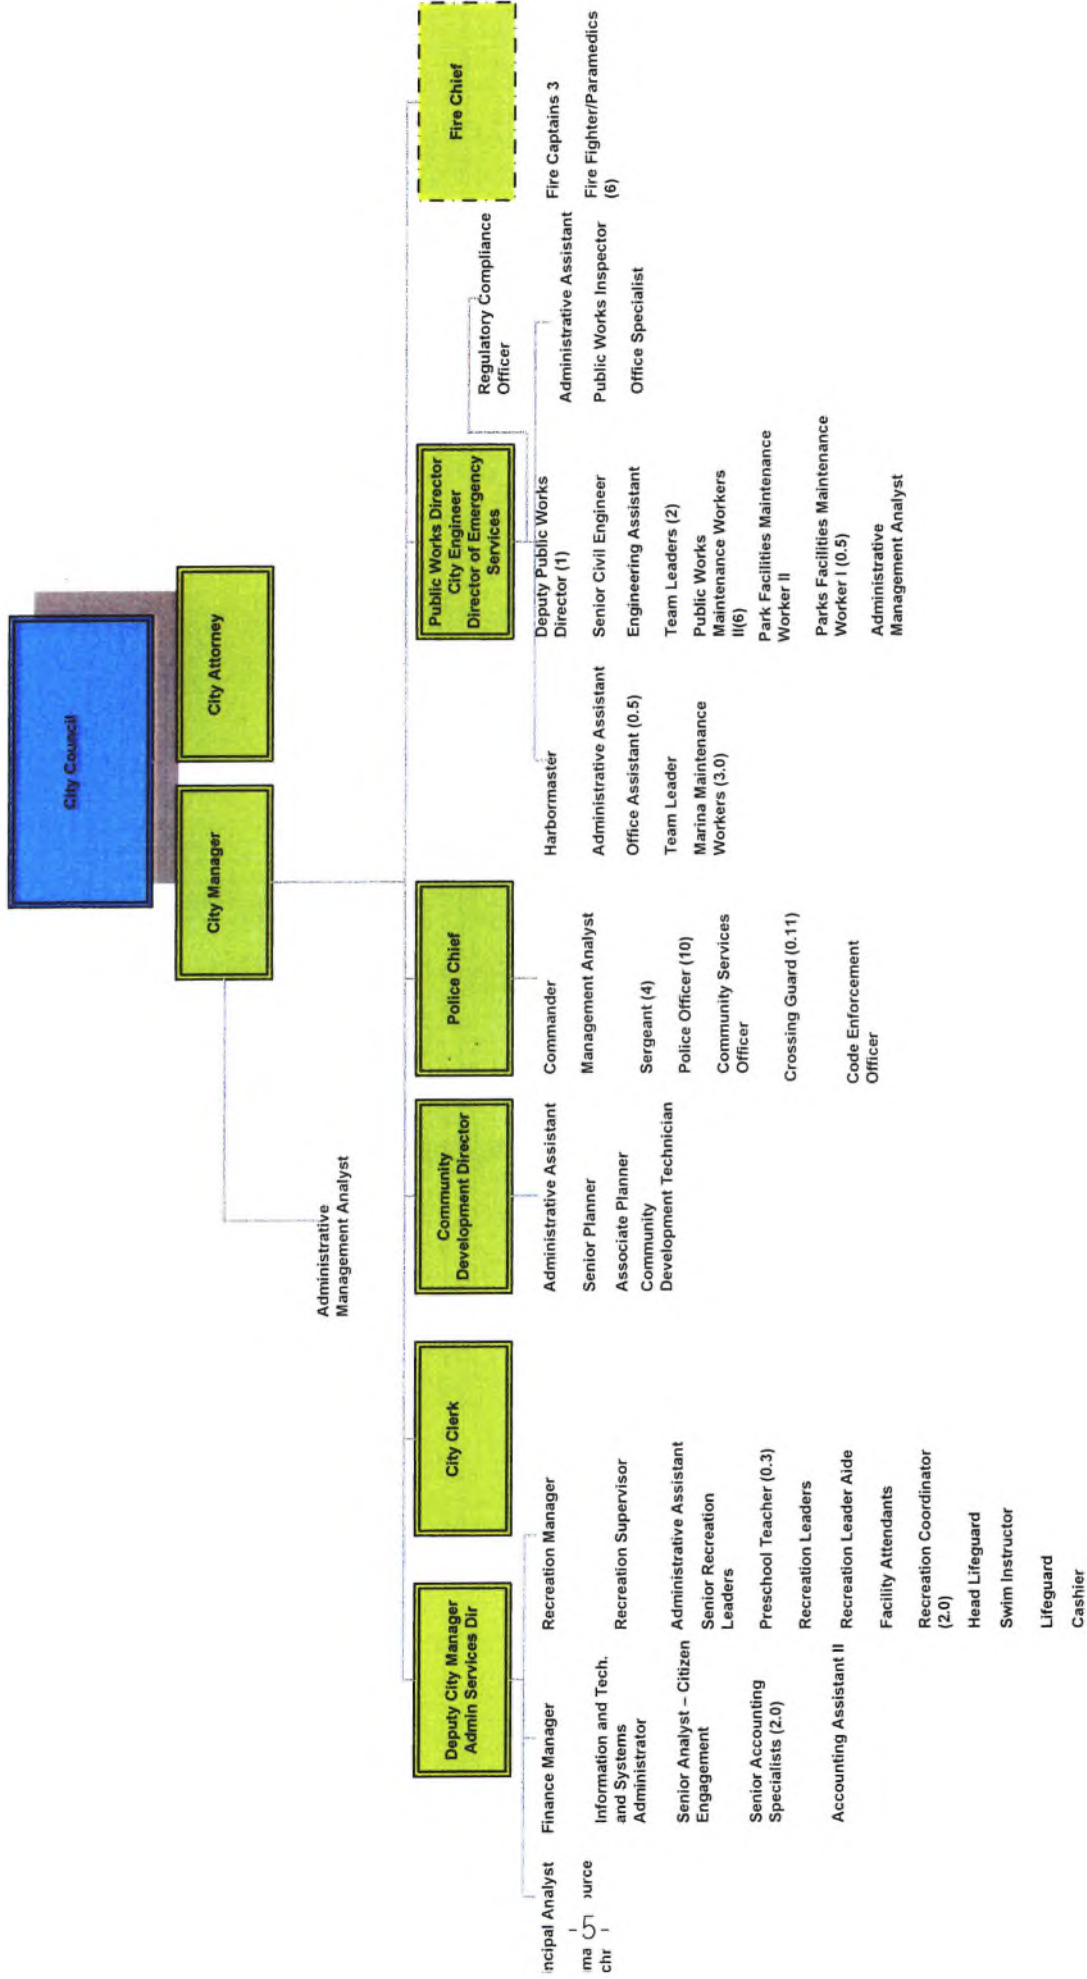 City Council
City Manager
City Attorney
Administrative
Management Analyst
Deputy City Manager
Admin Services Dir
City Clerk
Community
Development Director
Police Chief
Public Works Director
City Engineer
Director of Emergency
Services
Fire Chief
Regulatory Compliance
Officer
ncipal Analyst
ma
urce
chr
- 5 -
Finance Manager
Information and Tech.
and Systems
Administrator
Senior Analyst – Citizen
Engagement
Senior Accounting
Specialists (2.0)
Accounting Assistant II
Recreation Manager
Recreation Supervisor
Administrative Assistant
Senior Recreation
Leaders
Preschool Teacher (0.3)
Recreation Leaders
Recreation Leader Aide
Facility Attendants
Recreation Coordinator
(2.0)
Head Lifeguard
Swim Instructor
Lifeguard
Cashier
Administrative Assistant
Senior Planner
Associate Planner
Community
Development Technician
Commander
Management Analyst
Sergeant (4)
Police Officer (10)
Community Services
Officer
Crossing Guard (0.11)
Code Enforcement
Officer
Harbormaster
Administrative Assistant
Office Assistant (0.5)
Team Leader
Marina Maintenance
Workers (3.0)
Deputy Public Works
Director (1)
Senior Civil Engineer
Engineering Assistant
Team Leaders (2)
Public Works
Maintenance Workers
II(6)
Park Facilities Maintenance
Worker II
Parks Facilities Maintenance
Worker I (0.5)
Administrative
Management Analyst
Administrative Assistant
Public Works Inspector
Office Specialist
Fire Captains 3
Fire Fighter/Paramedics
(6)